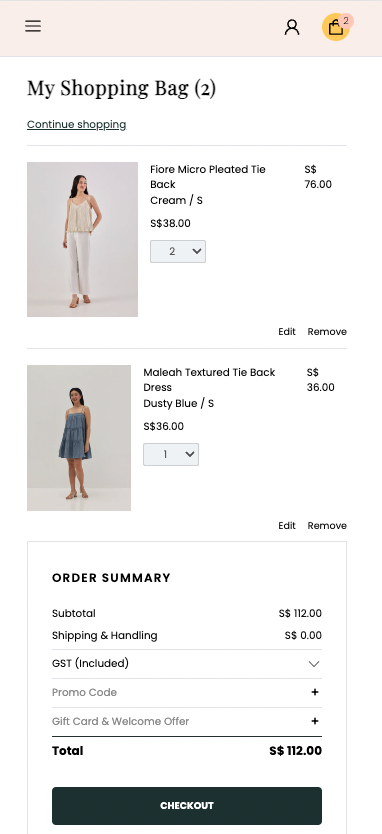 2
My Shopping Bag (2)
Continue shopping
Fiore Micro Pleated Tie
Back
Cream / S
S$38.00
2
S$
76.00
Edit Remove
Maleah Textured Tie Back
Dress
Dusty Blue / S
S$36.00
1
S$
36.00
Edit Remove
ORDER SUMMARY
Subtotal S$ 112.00
Shipping & Handling S$ 0.00
GST (Included)
Promo Code +
Gift Card & Welcome Offer +
Total S$ 112.00
CHECKOUT